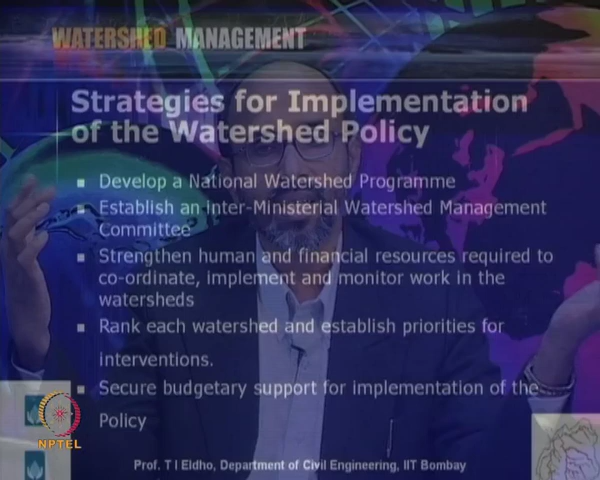 WATERSHED MANAGEMENT
Strategies for Implementation
of the Watershed Policy
Develop a National Watershed Programme
Establish an Inter-Ministerial Watershed Management
Committee
Strengthen human and financial resources required to
co-ordinate, implement and monitor work in the
watersheds
Rank each watershed and establish priorities for
interventions.
Secure budgetary support for implementation of the
Policy
NPTEL
Prof. T I Eldho, Department of Civil Engineering, IIT Bombay